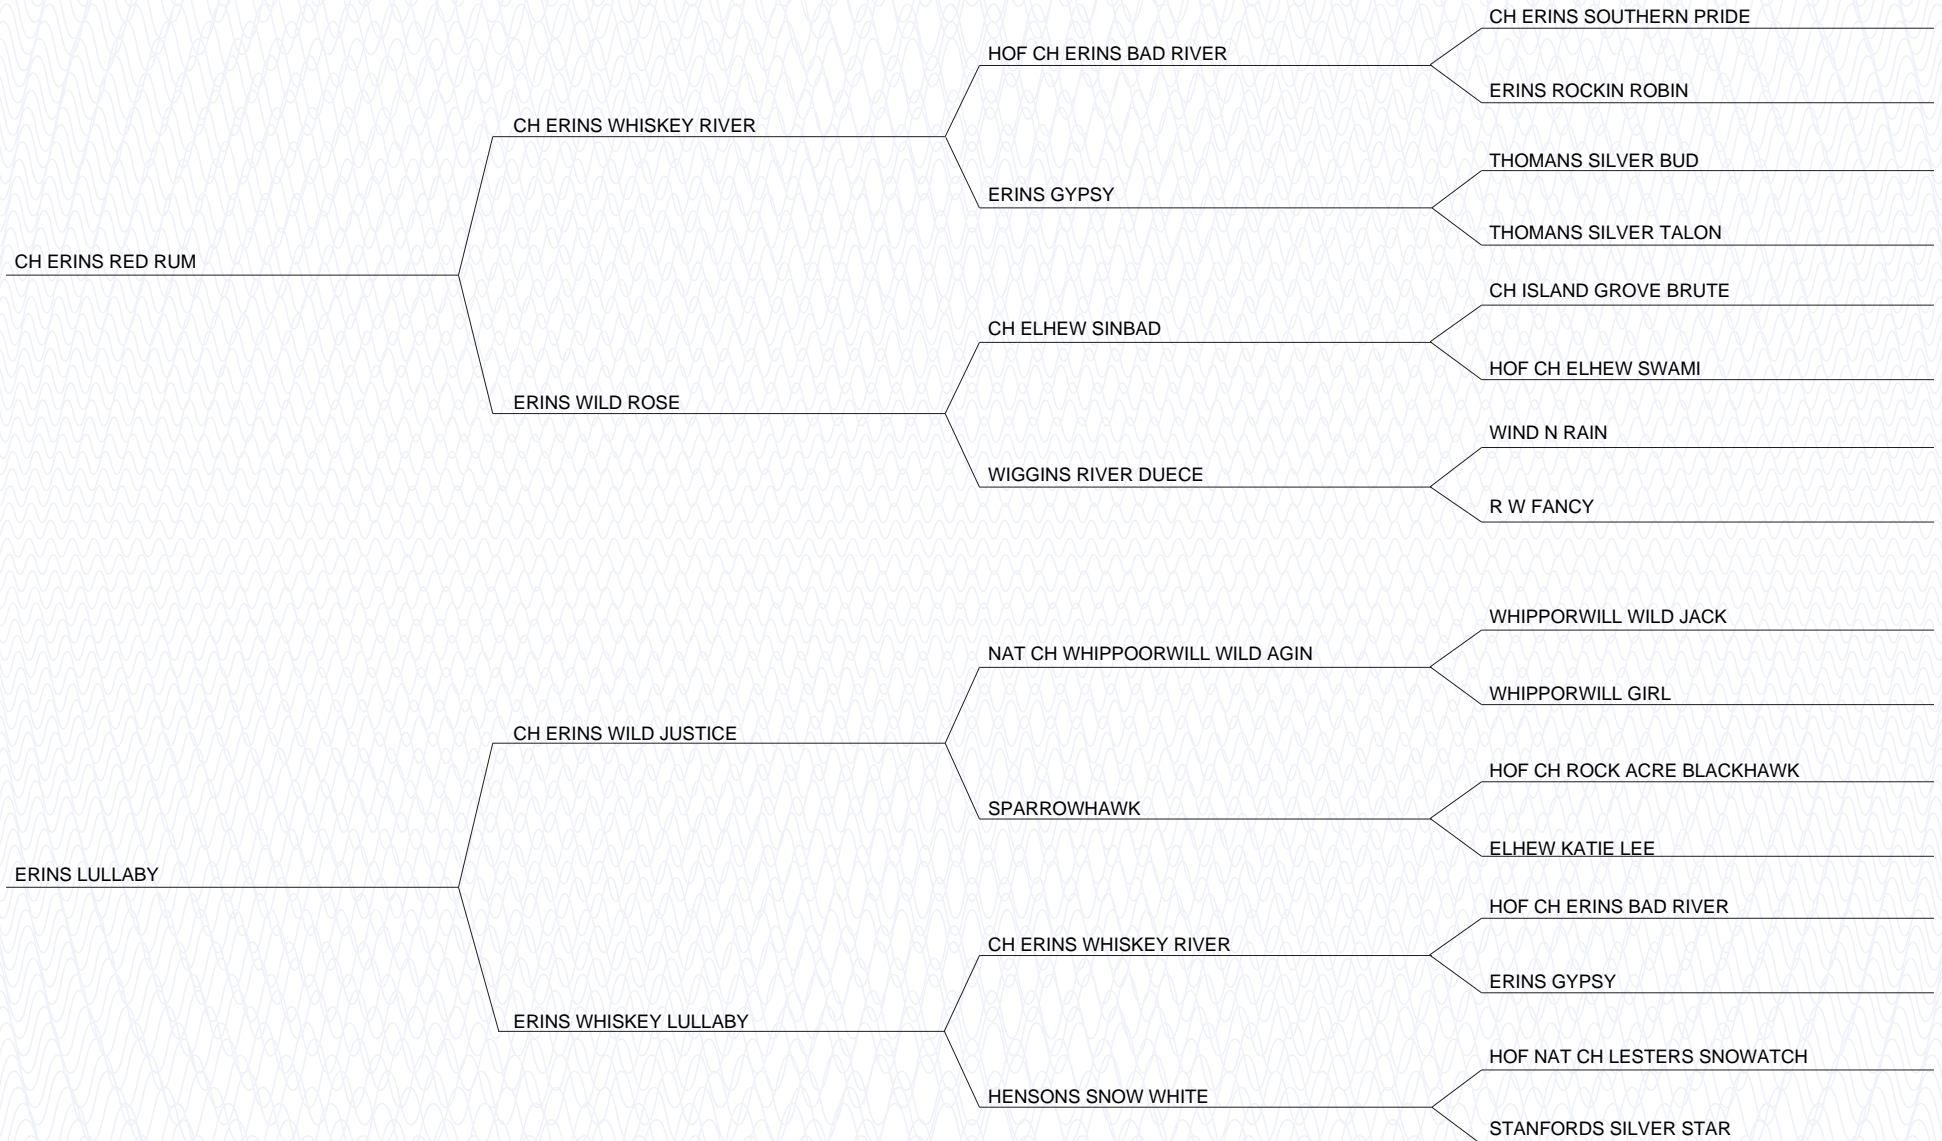 CH ERINS SOUTHERN PRIDE
HOF CH ERINS BAD RIVER
ERINS ROCKIN ROBIN
CH ERINS WHISKEY RIVER
THOMANS SILVER BUD
ERINS GYPSY
THOMANS SILVER TALON
CH ERINS RED RUM
CH ISLAND GROVE BRUTE
CH ELHEW SINBAD
HOF CH ELHEW SWAMI
ERINS WILD ROSE
WIND N RAIN
WIGGINS RIVER DUECE
R W FANCY
WHIPPORWILL WILD JACK
NAT CH WHIPPOORWILL WILD AGIN
WHIPPORWILL GIRL
CH ERINS WILD JUSTICE
HOF CH ROCK ACRE BLACKHAWK
SPARROWHAWK
ELHEW KATIE LEE
ERINS LULLABY
HOF CH ERINS BAD RIVER
CH ERINS WHISKEY RIVER
ERINS GYPSY
ERINS WHISKEY LULLABY
HOF NAT CH LESTERS SNOWATCH
HENSONS SNOW WHITE
STANFORDS SILVER STAR